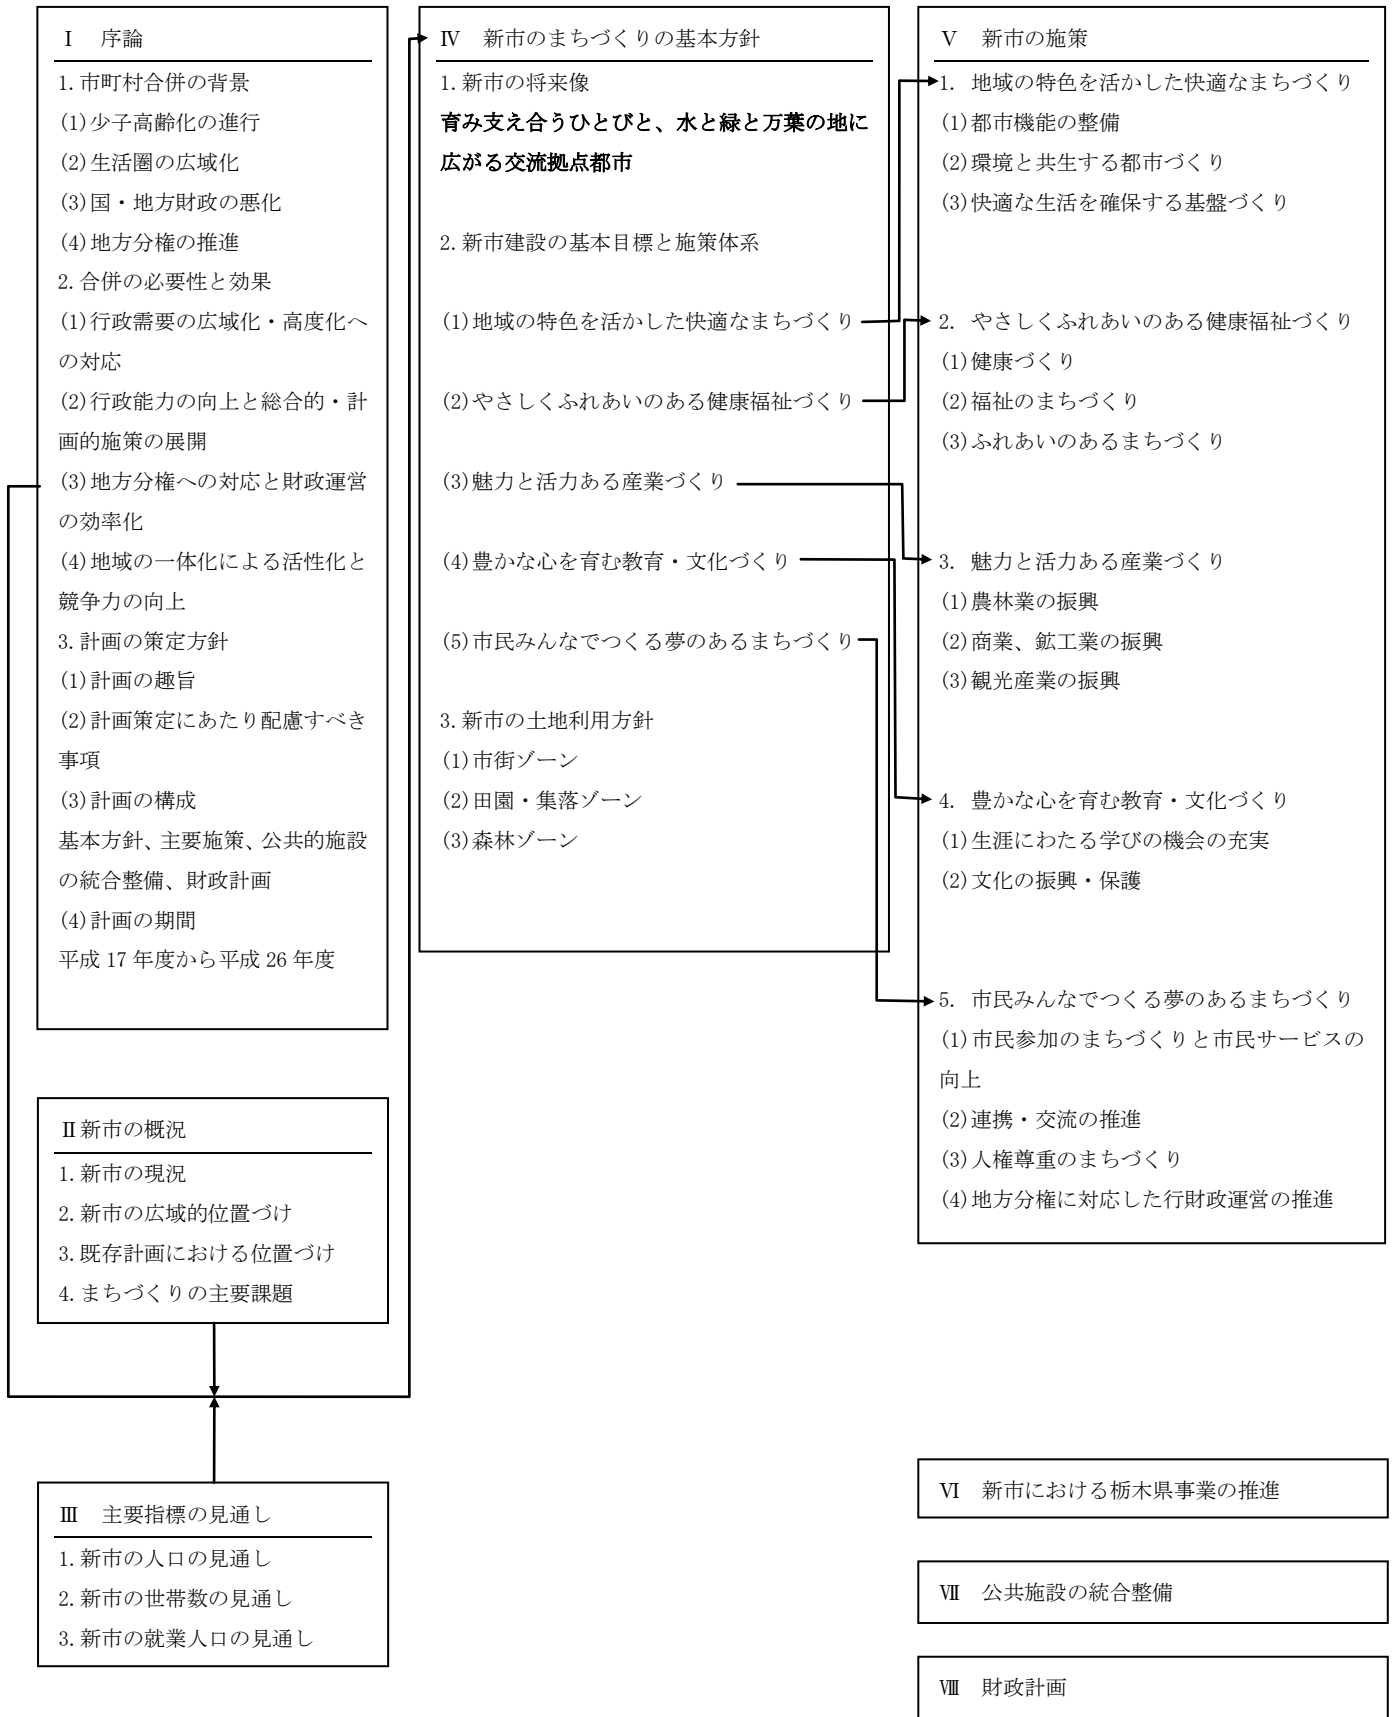 Ⅰ 序論
1.市町村合併の背景
(1)少子高齢化の進行
(2)生活圏の広域化
(3)国・地方財政の悪化
(4)地方分権の推進
2.合併の必要性と効果
(1)行政需要の広域化・高度化へ
の対応
(2)行政能力の向上と総合的・計
画的施策の展開
(3)地方分権への対応と財政運営
の効率化
(4)地域の一体化による活性化と
競争力の向上
3.計画の策定方針
(1)計画の趣旨
(2)計画策定にあたり配慮すべき
事項
(3)計画の構成
基本方針、主要施策、公共的施設
の統合整備、財政計画
(4)計画の期間
平成 17 年度から平成 26 年度
Ⅱ新市の概況
1.新市の現況
2.新市の広域的位置づけ
3.既存計画における位置づけ
4.まちづくりの主要課題
Ⅲ 主要指標の見通し
1.新市の人口の見通し
2.新市の世帯数の見通し
3.新市の就業人口の見通し
Ⅳ 新市のまちづくりの基本方針
1.新市の将来像
育み支え合うひとびと、水と緑と万葉の地に
広がる交流拠点都市
2.新市建設の基本目標と施策体系
(1)地域の特色を活かした快適なまちづくり
(2)やさしくふれあいのある健康福祉づくり
(3)魅力と活力ある産業づくり
(4)豊かな心を育む教育・文化づくり
(5)市民みんなでつくる夢のあるまちづくり
3.新市の土地利用方針
(1)市街ゾーン
(2)田園・集落ゾーン
(3)森林ゾーン
Ⅴ 新市の施策
1. 地域の特色を活かした快適なまちづくり
(1)都市機能の整備
(2)環境と共生する都市づくり
(3)快適な生活を確保する基盤づくり
2. やさしくふれあいのある健康福祉づくり
(1)健康づくり
(2)福祉のまちづくり
(3)ふれあいのあるまちづくり
3. 魅力と活力ある産業づくり
(1)農林業の振興
(2)商業、鉱工業の振興
(3)観光産業の振興
4. 豊かな心を育む教育・文化づくり
(1)生涯にわたる学びの機会の充実
(2)文化の振興・保護
5. 市民みんなでつくる夢のあるまちづくり
(1)市民参加のまちづくりと市民サービスの
向上
(2)連携・交流の推進
(3)人権尊重のまちづくり
(4)地方分権に対応した行財政運営の推進
Ⅵ 新市における栃木県事業の推進
Ⅶ 公共施設の統合整備
Ⅷ 財政計画